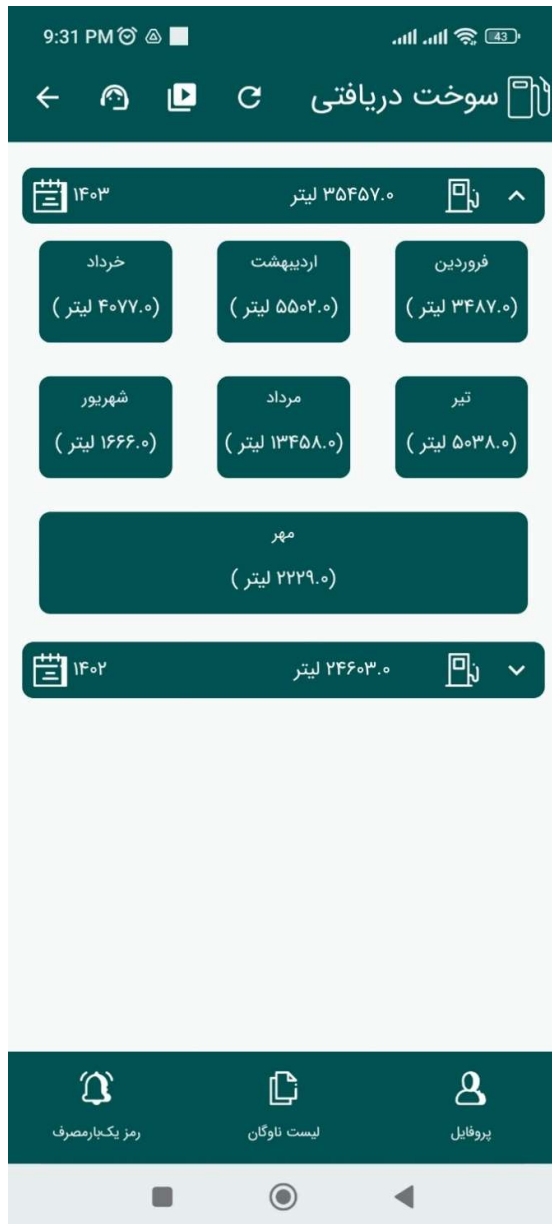 9:31 PM
43
سوخت دریافتی
۳۵۴۵۷.۰ لیتر
۱۴۰۳
فروردین
(۳۴۸۷.۰ لیتر )
اردیبهشت
(۵۵۰۲.۰ لیتر )
خرداد
(۴۰۷۷.۰ لیتر )
تیر
(۵۰۳۸.۰ لیتر )
مرداد
(۱۳۴۵۸.۰ لیتر )
شهریور
(۱۶۶۶.۰ لیتر )
مهر
(۲۲۲۹.۰ لیتر )
۲۴۶۰۳.۰ لیتر
۱۴۰۲
پروفایل
لیست ناوگان
رمز یک‌بارمصرف